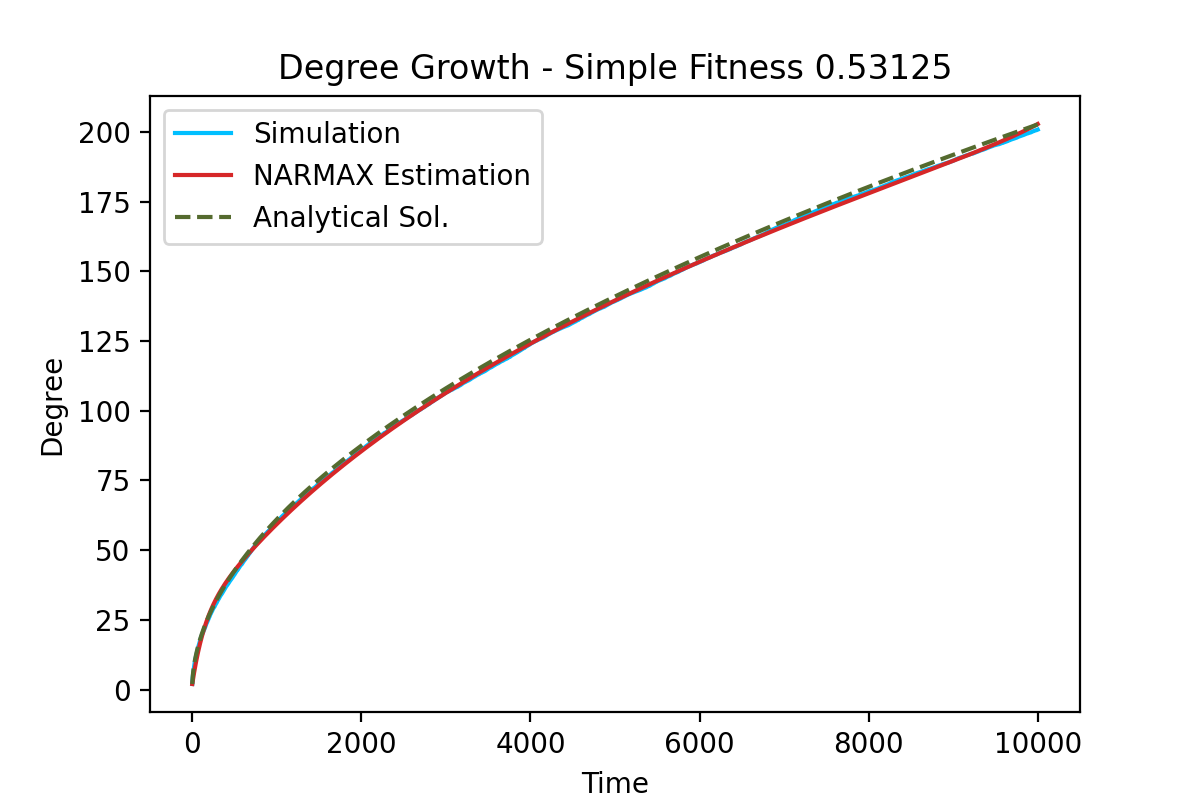 Degree Growth - Simple Fitness 0.53125
Simulation
NARMAX Estimation
Analytical Sol.
200
175
150
125
100
75
50
25
0
Degree
0 2000 4000 6000 8000 10000
Time